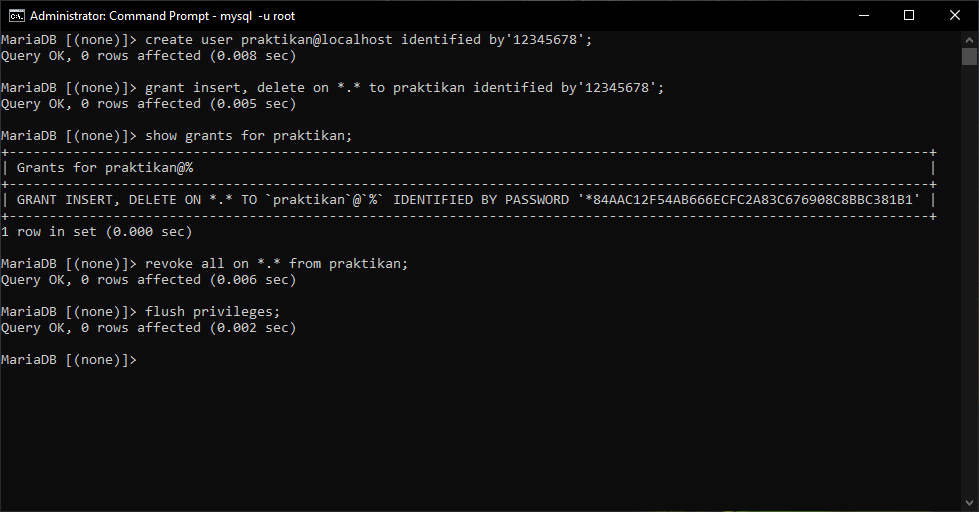 Administrator: Command Prompt - mysql  -u root
MariaDB [(none)]> create user praktikan@localhost identified by'12345678';
Query OK, 0 rows affected (0.008 sec)
MariaDB [(none)]> grant insert, delete on *.* to praktikan identified by'12345678';
Query OK, 0 rows affected (0.005 sec)
MariaDB [(none)]> show grants for praktikan;
+-------------------------------------------------------------------------------------------------------------------+
| Grants for praktikan@%                                                                                            |
+-------------------------------------------------------------------------------------------------------------------+
| GRANT INSERT, DELETE ON *.* TO `praktikan`@`%` IDENTIFIED BY PASSWORD '*84AAC12F54AB666ECFC2A83C676908C8BBC381B1' |
+-------------------------------------------------------------------------------------------------------------------+
1 row in set (0.000 sec)
MariaDB [(none)]> revoke all on *.* from praktikan;
Query OK, 0 rows affected (0.006 sec)
MariaDB [(none)]> flush privileges;
Query OK, 0 rows affected (0.002 sec)
MariaDB [(none)]>